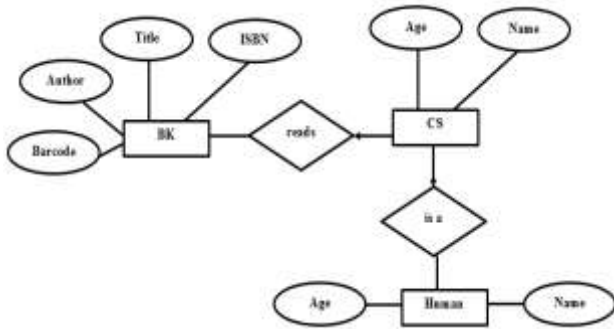 Title
ISBN
Age
Name
Author
BK
reads
CS
Barcode
is a
Age
Human
Name